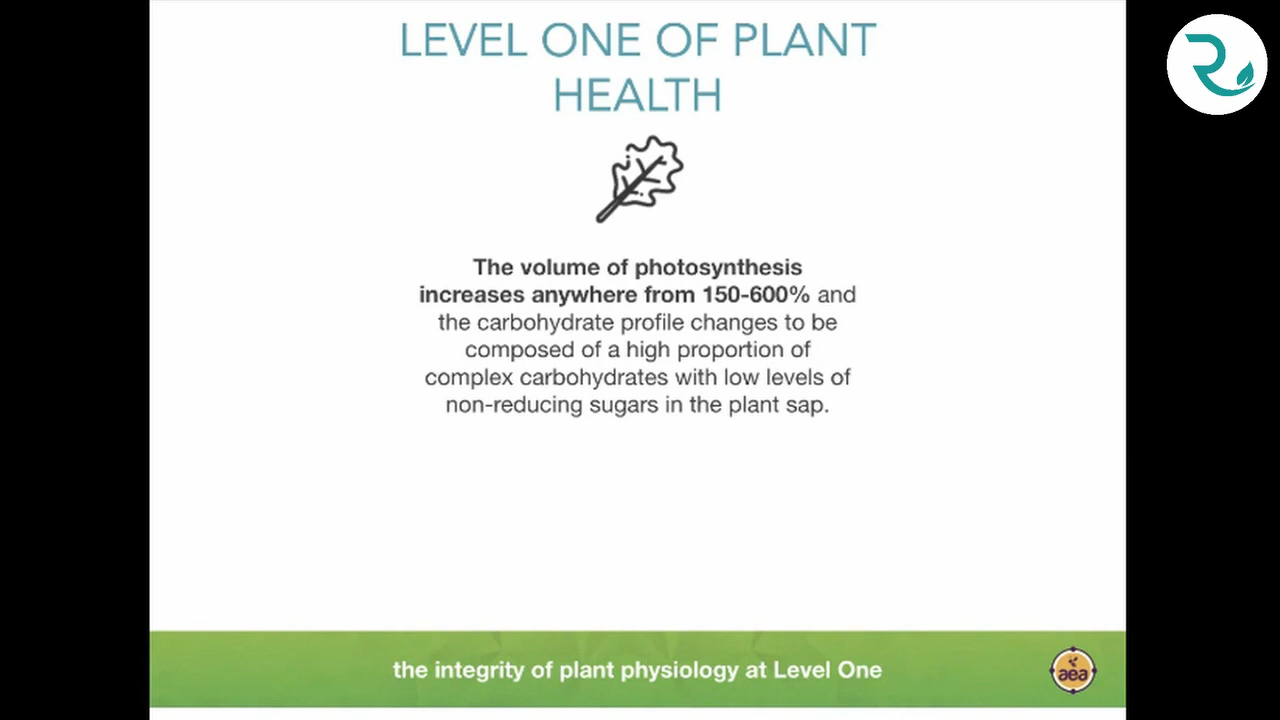 LEVEL ONE OF PLANT
HEALTH
The volume of photosynthesis
increases anywhere from 150-600% and
the carbohydrate profile changes to be
composed of a high proportion of
complex carbohydrates with low levels of
non-reducing sugars in the plant sap.
the integrity of plant physiology at Level One
aea